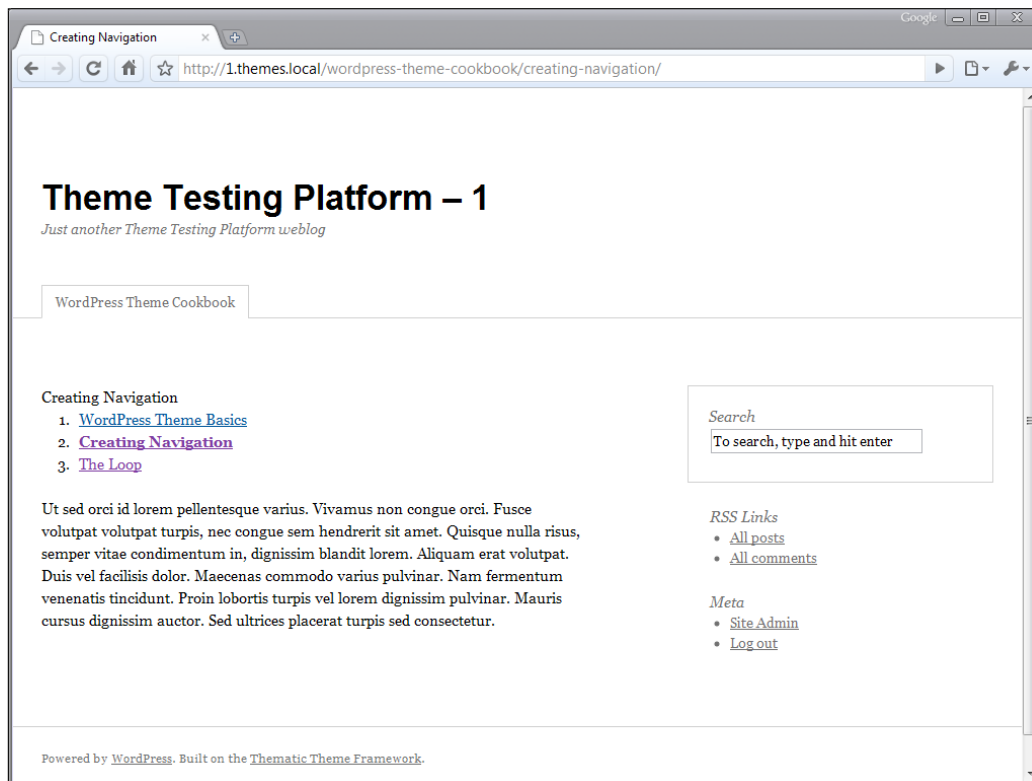 Google
Creating Navigation
http://1.themes.local/wordpress-theme-cookbook/creating-navigation/
Theme Testing Platform – 1
Just another Theme Testing Platform weblog
WordPress Theme Cookbook
Creating Navigation
1. WordPress Theme Basics
2. Creating Navigation
3. The Loop
Ut sed orci id lorem pellentesque varius. Vivamus non congue orci. Fusce
volutpat volutpat turpis, nec congue sem hendrerit sit amet. Quisque nulla risus,
semper vitae condimentum in, dignissim blandit lorem. Aliquam erat volutpat.
Duis vel facilisis dolor. Maecenas commodo varius pulvinar. Nam fermentum
venenatis tincidunt. Proin lobortis turpis vel lorem dignissim pulvinar. Mauris
cursus dignissim auctor. Sed ultrices placerat turpis sed consectetur.
Search
To search, type and hit enter
RSS Links
• All posts
• All comments
Meta
• Site Admin
• Log out
Powered by WordPress. Built on the Thematic Theme Framework.